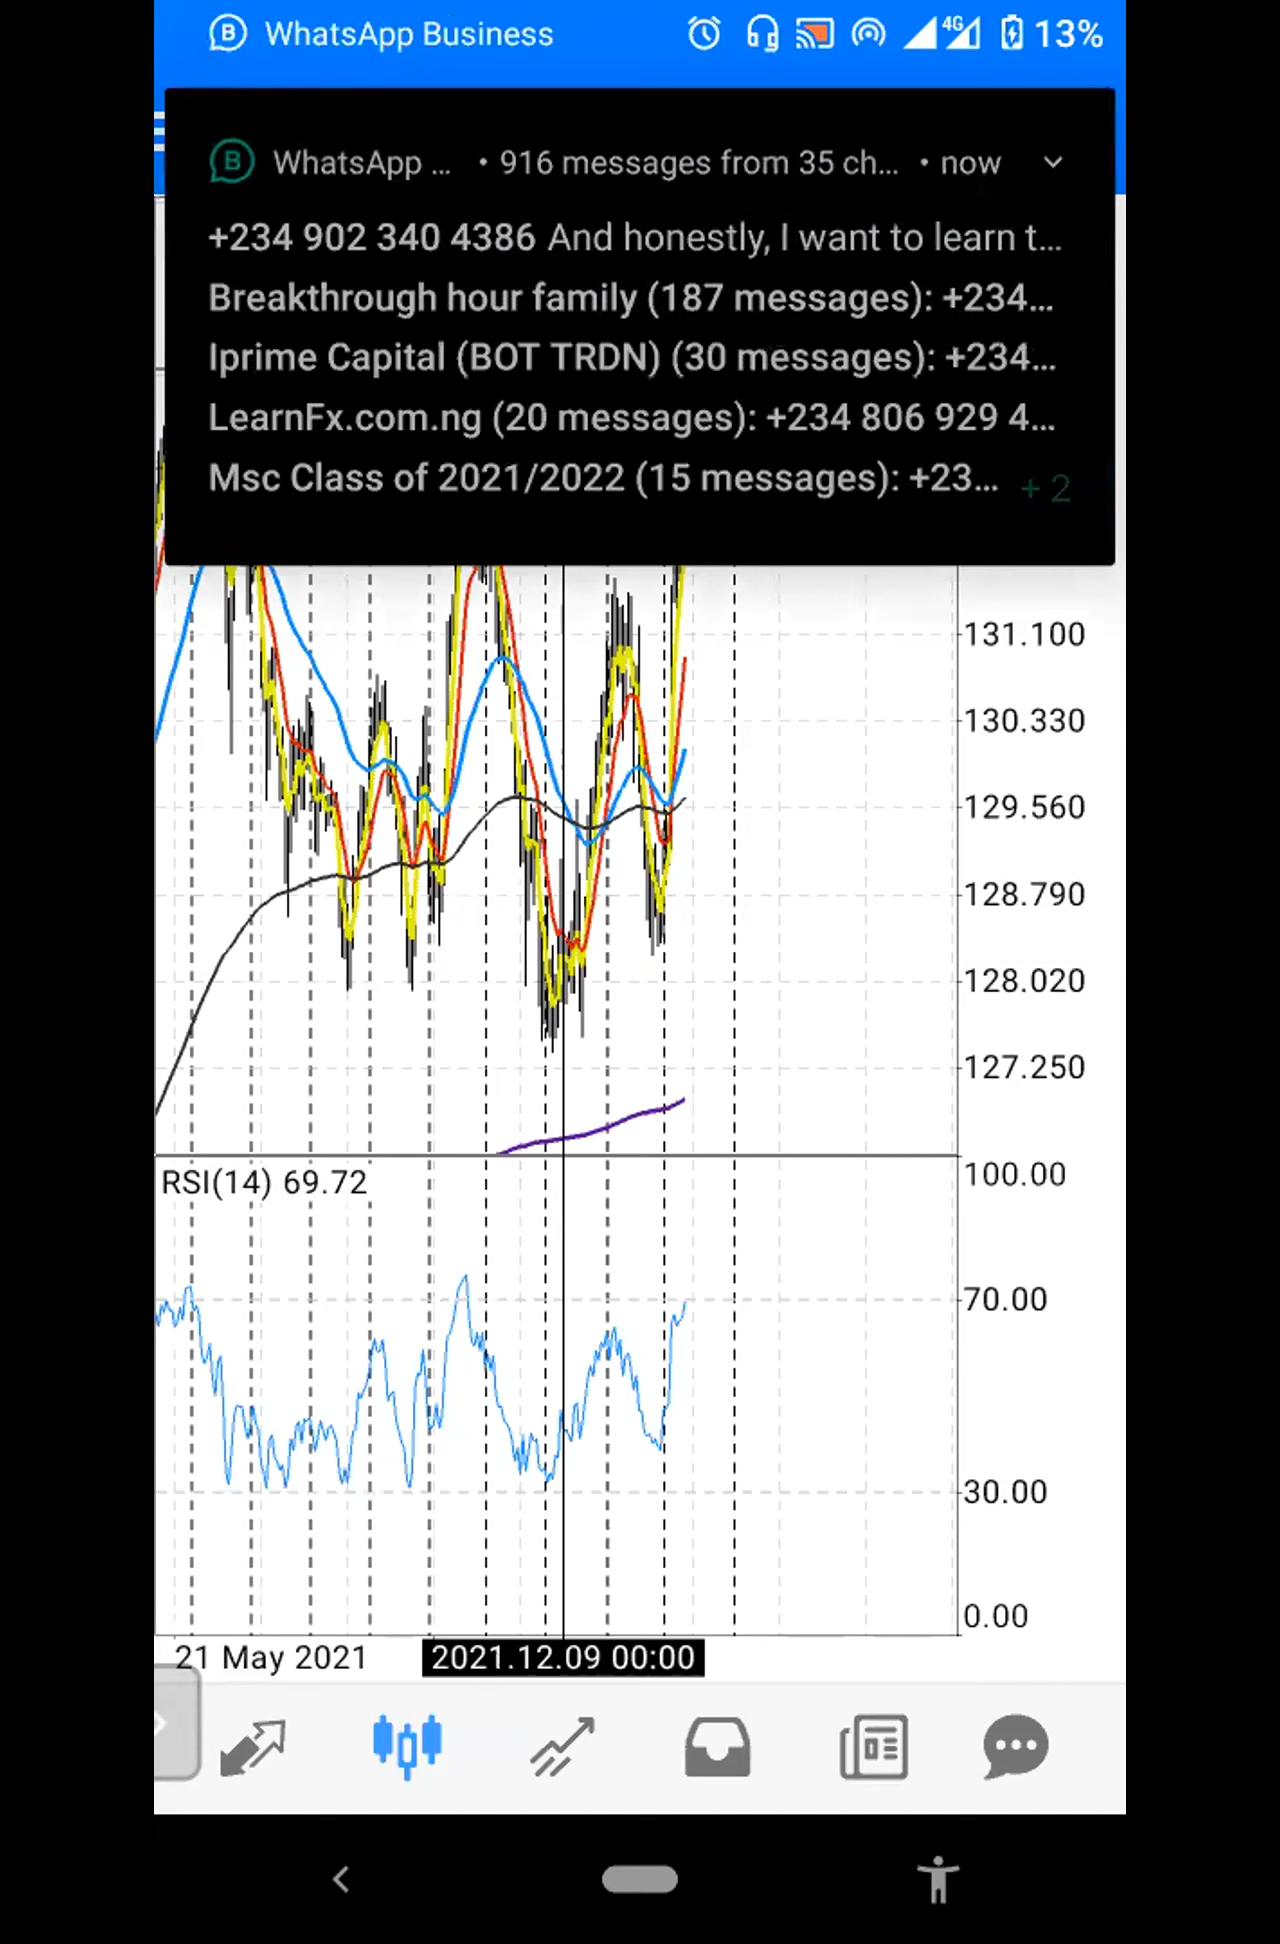 WhatsApp Business 4G 13%
WhatsApp ... • 916 messages from 35 ch... • now
+234 902 340 4386 And honestly, I want to learn t...
Breakthrough hour family (187 messages): +234...
Iprime Capital (BOT TRDN) (30 messages): +234...
LearnFx.com.ng (20 messages): +234 806 929 4...
Msc Class of 2021/2022 (15 messages): +23... + 2
131.100
130.330
129.560
128.790
128.020
127.250
RSI(14) 69.72
100.00
70.00
30.00
0.00
21 May 2021
2021.12.09 00:00